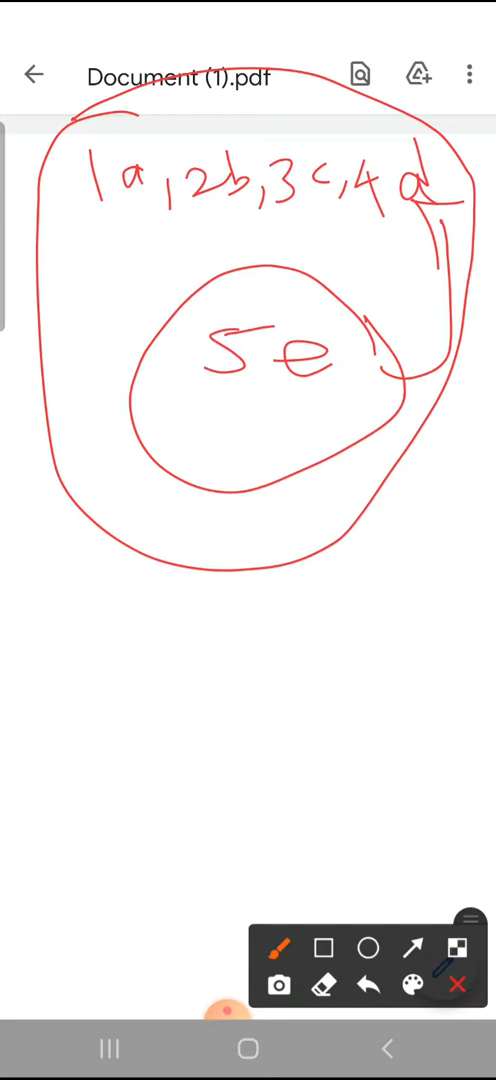 Document (1).pdf
1a, 2b, 3c, 4d
5e